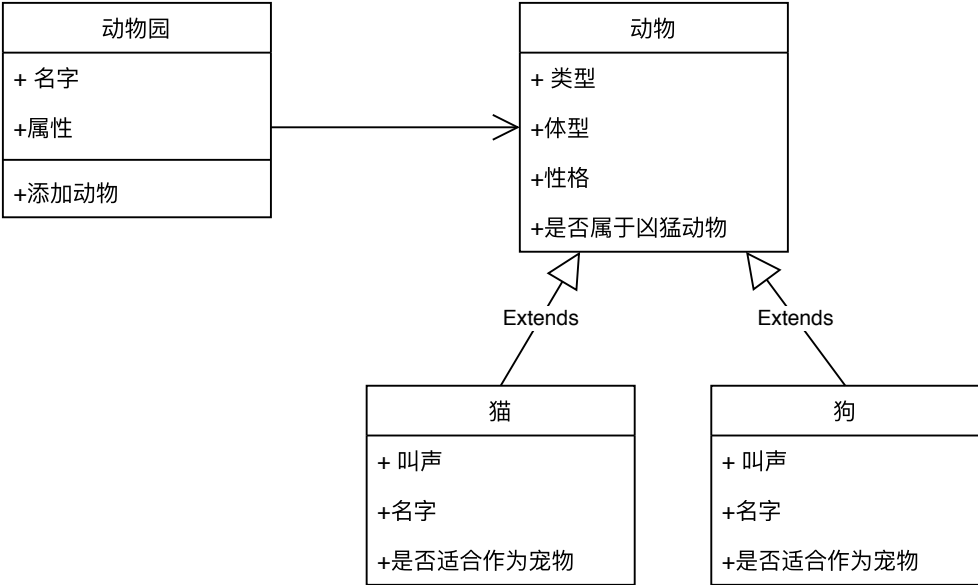 动物园
+ 名字
+属性
+添加动物
动物
+ 类型
+体型
+性格
+是否属于凶猛动物
Extends
Extends
猫
+ 叫声
+名字
+是否适合作为宠物
狗
+ 叫声
+名字
+是否适合作为宠物